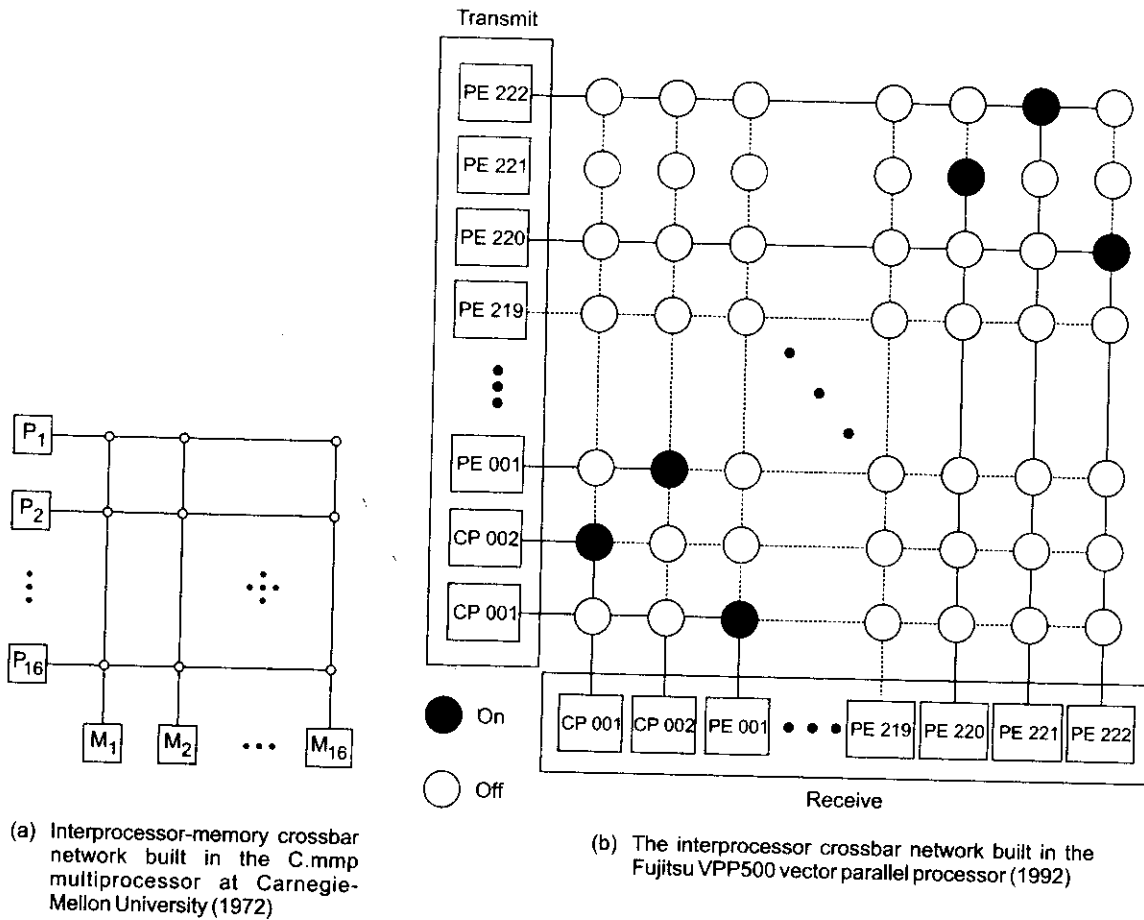 Transmit
PE 222
PE 221
PE 220
PE 219
PE 001
CP 002
CP 001
On
Off
CP 001 CP 002 PE 001 PE 219 PE 220 PE 221 PE 222
Receive
P1
P2
P16
M1 M2 M16
(a) Interprocessor-memory crossbar
network built in the C.mmp
multiprocessor at Carnegie-
Mellon University (1972)
(b) The interprocessor crossbar network built in the
Fujitsu VPP500 vector parallel processor (1992)